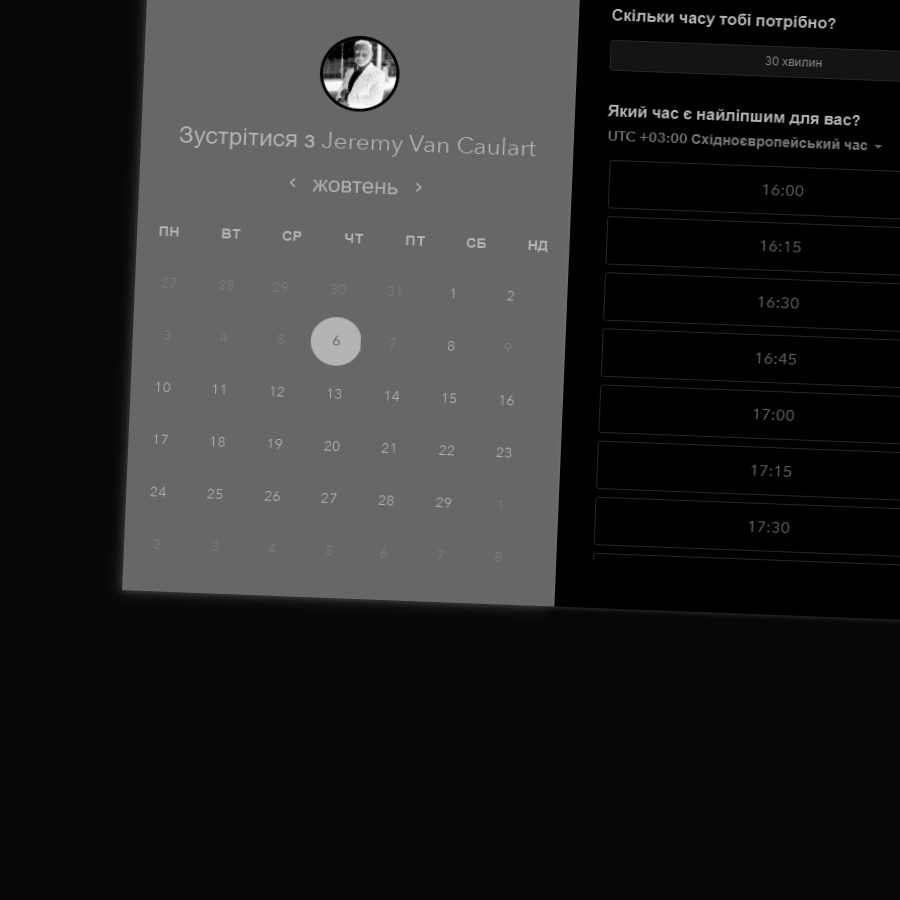 Зустрітися з Jeremy Van Caulart
жовтень
ПН ВТ СР ЧТ ПТ СБ НД
27 28 29 30 31 1 2
3 4 5 6 7 8 9
10 11 12 13 14 15 16
17 18 19 20 21 22 23
24 25 26 27 28 29 1
2 3 4 5 6 7 8
Скільки часу тобі потрібно?
30 хвилин
Який час є найліпшим для вас?
UTC +03:00 Східноєвропейський час
16:00
16:15
16:30
16:45
17:00
17:15
17:30